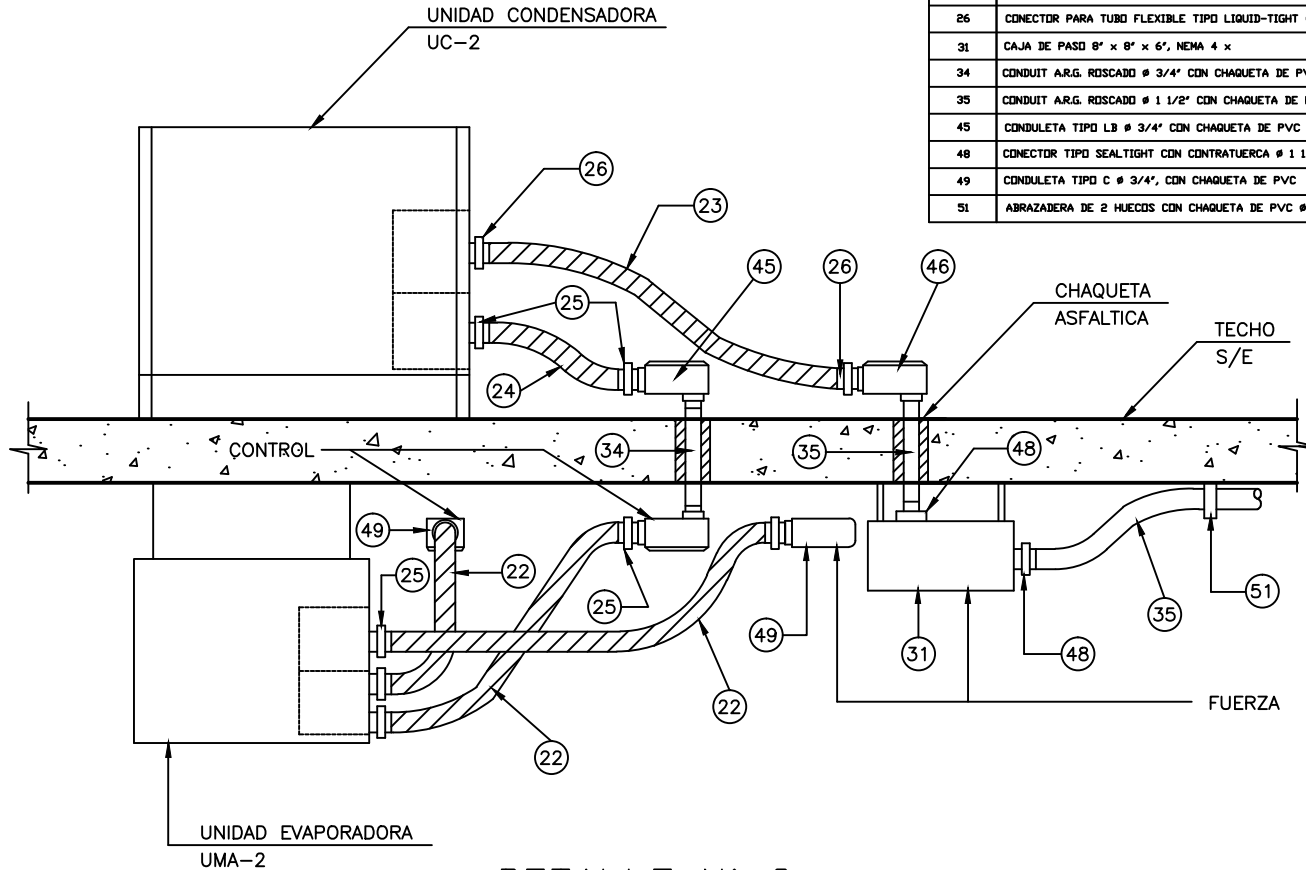 UNIDAD CONDENSADORA
UC-2
26 CONECTOR PARA TUBO FLEXIBLE TIPO LIQUID-TIGHT
31 CAJA DE PASO 8" x 8" x 6", NEMA 4 x
34 CONDUIT A.R.G. ROSCADO ø 3/4" CON CHAQUETA DE
35 CONDUIT A.R.G. ROSCADO ø 1 1/2" CON CHAQUETA DE
45 CONDULETA TIPO LB ø 3/4" CON CHAQUETA DE PVC
48 CONECTOR TIPO SEALTIGHT CON CONTRATUERCA ø 1
49 CONDULETA TIPO C ø 3/4", CON CHAQUETA DE PVC
51 ABRAZADERA DE 2 HUECOS CON CHAQUETA DE PVC ø
26
23
45
26
46
25
CHAQUETA
ASFALTICA
TECHO
S/E
24
CONTROL
34
35
48
49
22
25
25
49
22
31
48
35
51
22
FUERZA
UNIDAD EVAPORADORA
UMA-2